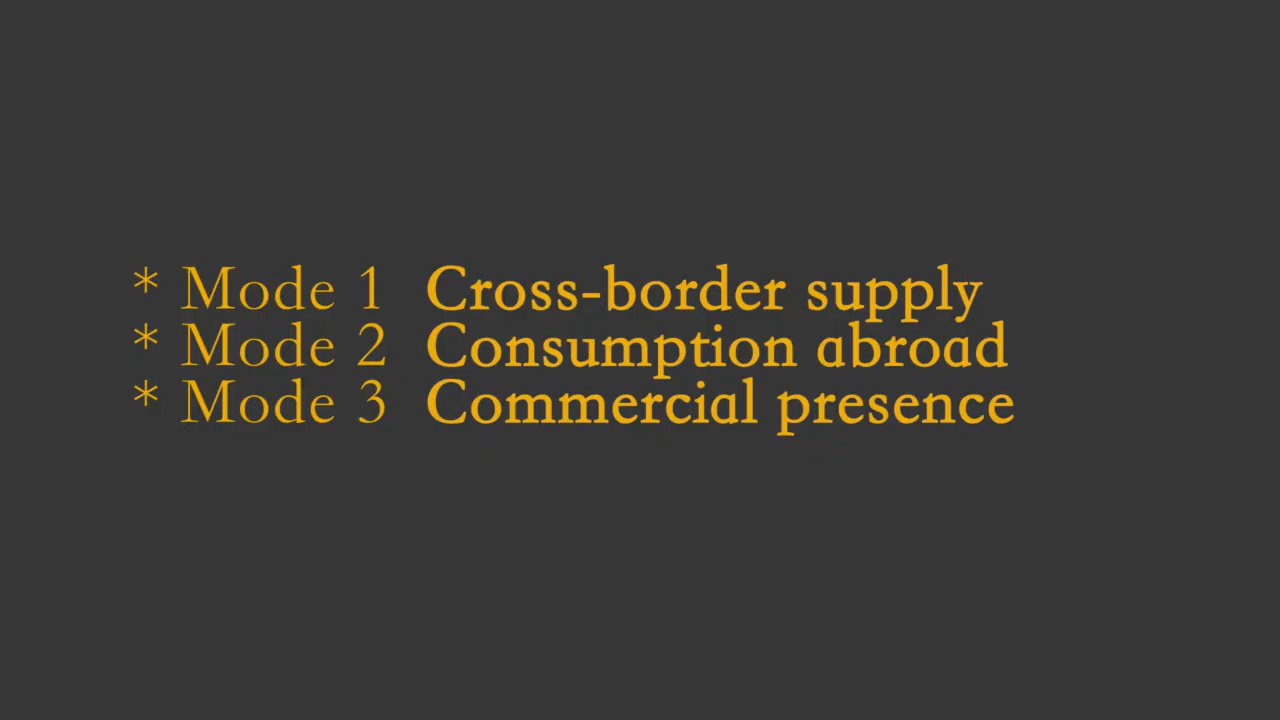 * Mode 1 Cross-border supply
* Mode 2 Consumption abroad
* Mode 3 Commercial presence